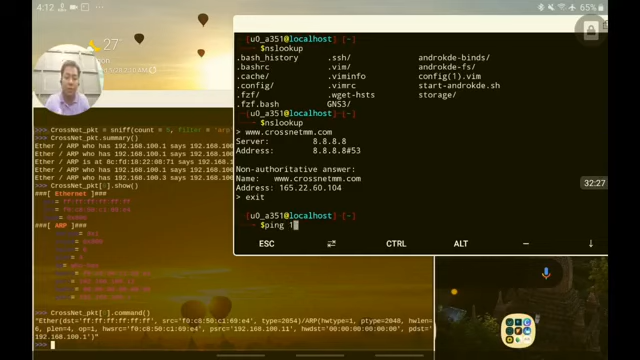 4:12
65%
27°
[u0_a351@localhost] [~]
$nslookup
.bash_history .ssh/ androkde-binds/
.bashrc .vim/ androkde-fs/
.cache/ .viminfo config(1).vim
.config/ .vimrc start-androkde.sh
.fzf/ .wget-hsts storage/
.fzf.bash GNS3/
[u0_a351@localhost] [~]
$nslookup
> www.crossnetmm.com
Server: 8.8.8.8
Address: 8.8.8.8#53
Non-authoritative answer:
Name: www.crossnetmm.com
Address: 165.22.60.104
> exit
[u0_a351@localhost] [~]
$ping 1
ESC CTRL ALT
32:27
>>> CrossNet_pkt = sniff(count = 5, filter = "arp"
>>> CrossNet_pkt.summary()
Ether / ARP who has 192.168.100.1 says 192.168.10
Ether / ARP who has 192.168.100.1 says 192.168.10
Ether / ARP is at 8c:fd:18:22:08:71 says 192.168.
Ether / ARP who has 192.168.100.1 says 192.168.10
Ether / ARP who has 192.168.100.3 says 192.168.10
>>> CrossNet_pkt[0].show()
###[ Ethernet ]###
###[ ARP ]###
>>> CrossNet_pkt[ ].command()
"Ether(dst='ff:ff:ff:ff:ff:ff', src='f0:c8:50:c1:69:e4', type=2054)/ARP(hwtype=1, ptype=2048, hwlen=
6, plen=4, op=1, hwsrc='f0:c8:50:c1:69:e4', psrc='192.168.100.11', hwdst='00:00:00:00:00:00', pdst='
192.168.100.1')"
>>>